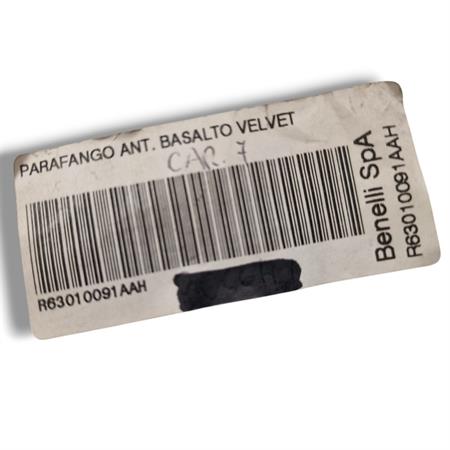 PARAFANGO ANT. BASALTO VELVET
CAR. 7
R63010091AAH
Benelli SpA
R63010091AAH